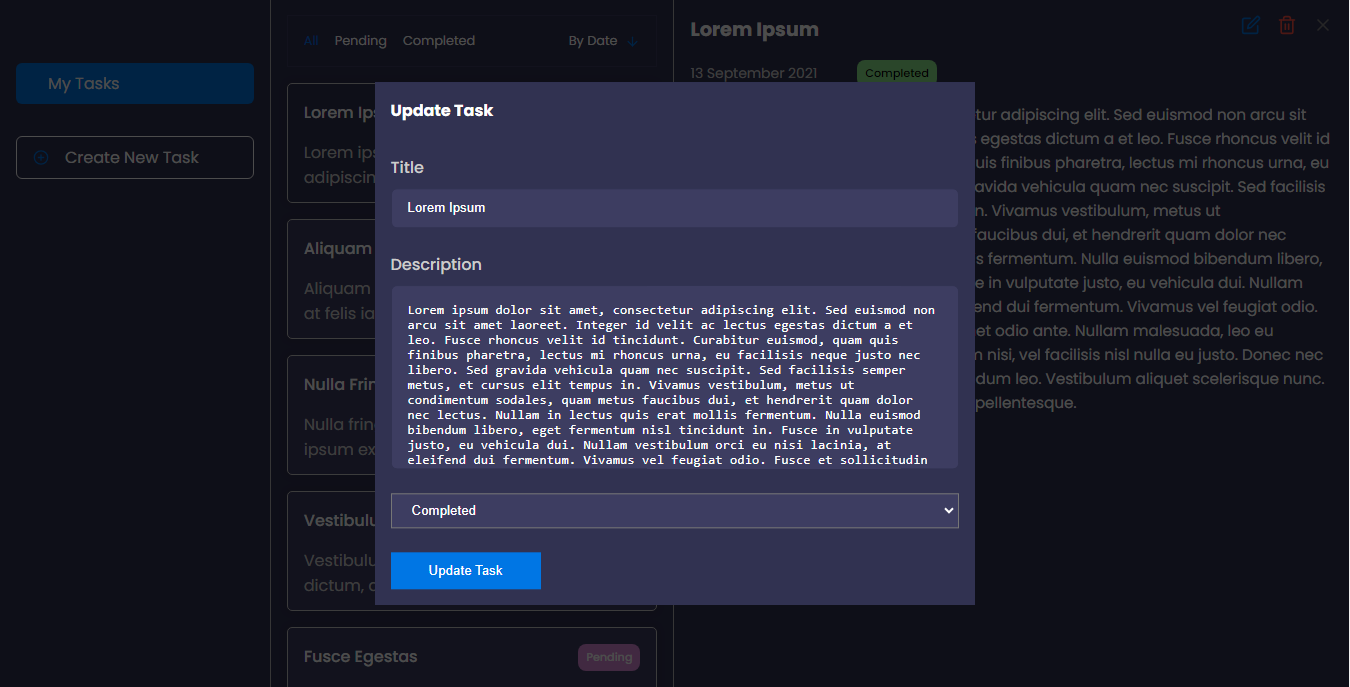 My Tasks
Create New Task
All Pending Completed By Date
Lorem Ips
Lorem ips
adipiscin
Aliquam
Aliquam
at felis ia
Nulla Frin
Nulla frin
ipsum ex
Vestibulu
Vestibulu
dictum, c
Fusce Egestas Pending
Lorem Ipsum
13 September 2021 Completed
tur adipiscing elit. Sed euismod non arcu sit
s egestas dictum a et leo. Fusce rhoncus velit id
uis finibus pharetra, lectus mi rhoncus urna, eu
avida vehicula quam nec suscipit. Sed facilisis
n. Vivamus vestibulum, metus ut
faucibus dui, et hendrerit quam dolor nec
s fermentum. Nulla euismod bibendum libero,
e in vulputate justo, eu vehicula dui. Nullam
end dui fermentum. Vivamus vel feugiat odio.
et odio ante. Nullam malesuada, leo eu
n nisi, vel facilisis nisl nulla eu justo. Donec nec
dum leo. Vestibulum aliquet scelerisque nunc.
pellentesque.
Update Task
Title
Lorem Ipsum
Description
Lorem ipsum dolor sit amet, consectetur adipiscing elit. Sed euismod non
arcu sit amet laoreet. Integer id velit ac lectus egestas dictum a et
leo. Fusce rhoncus velit id tincidunt. Curabitur euismod, quam quis
finibus pharetra, lectus mi rhoncus urna, eu facilisis neque justo nec
libero. Sed gravida vehicula quam nec suscipit. Sed facilisis semper
metus, et cursus elit tempus in. Vivamus vestibulum, metus ut
condimentum sodales, quam metus faucibus dui, et hendrerit quam dolor
nec lectus. Nullam in lectus quis erat mollis fermentum. Nulla euismod
bibendum libero, eget fermentum nisl tincidunt in. Fusce in vulputate
justo, eu vehicula dui. Nullam vestibulum orci eu nisi lacinia, at
eleifend dui fermentum. Vivamus vel feugiat odio. Fusce et sollicitudin
Completed
Update Task